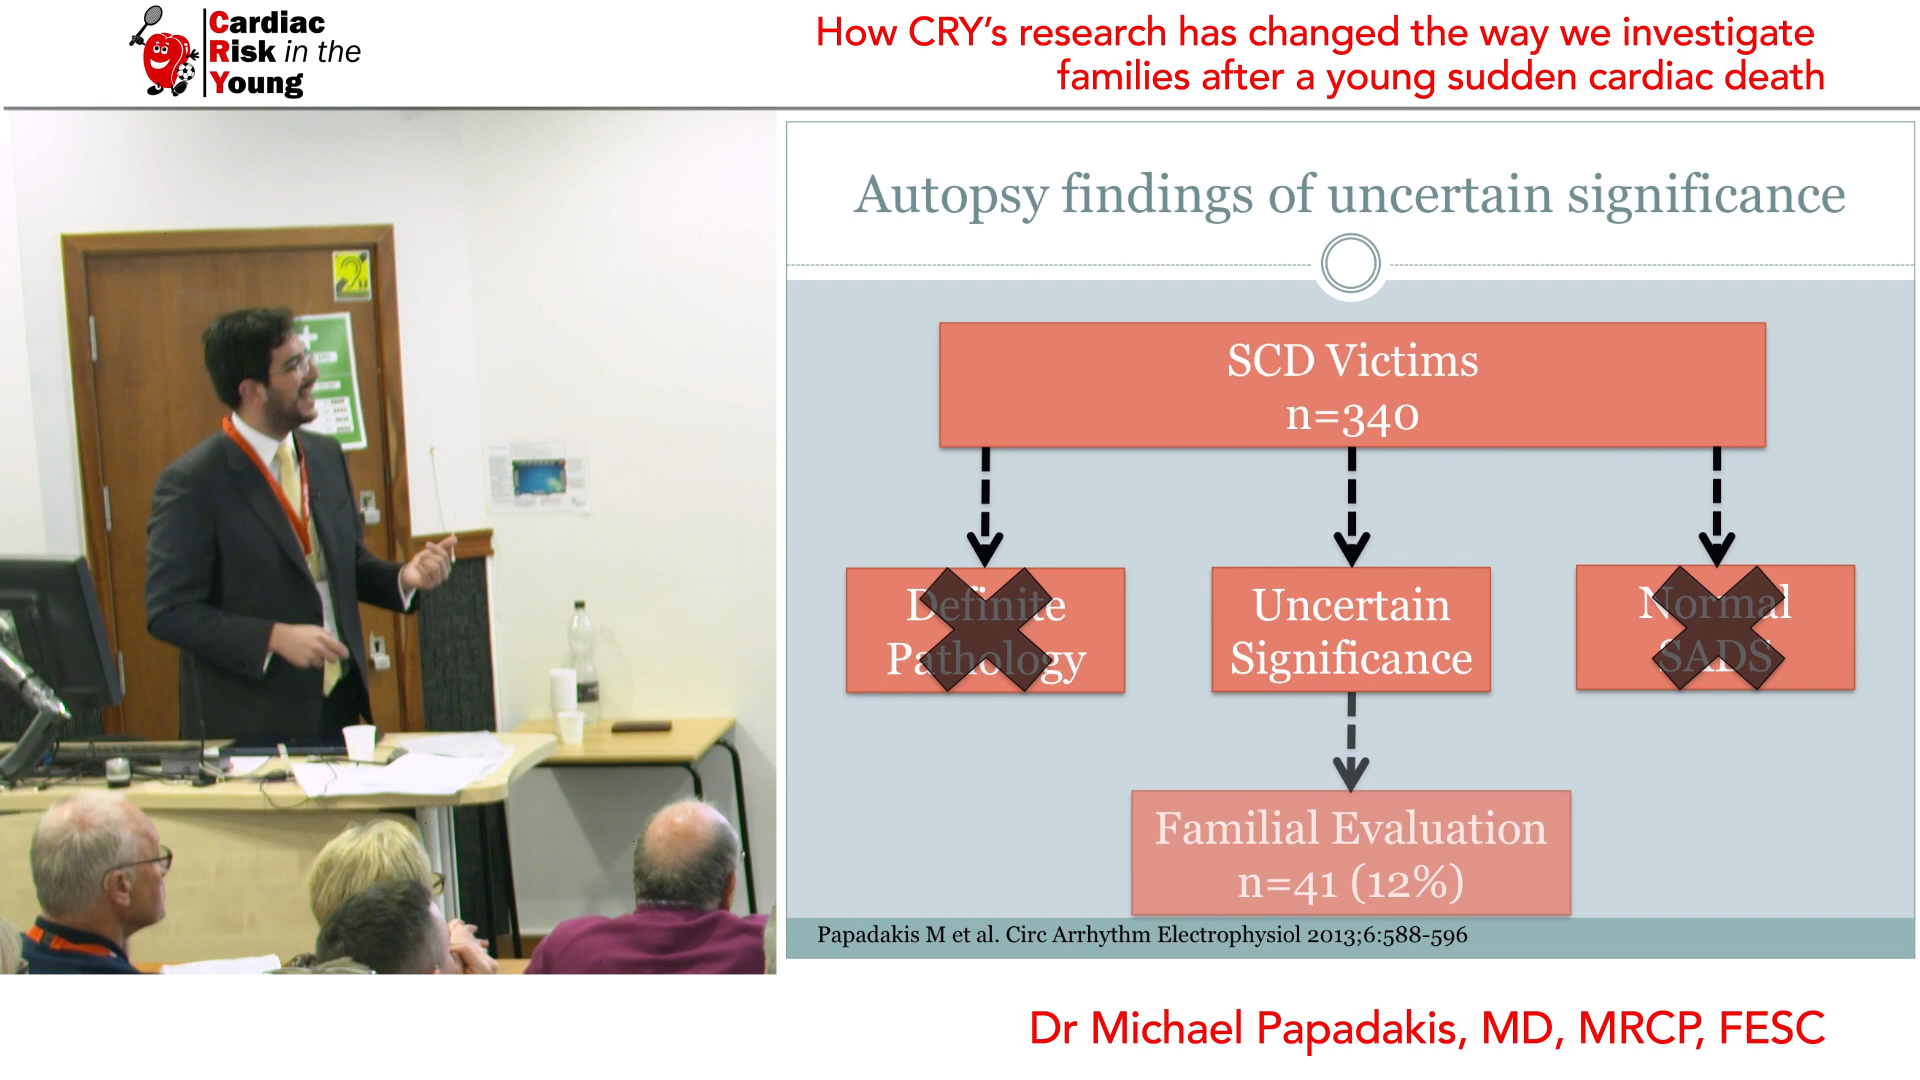 Cardiac
Risk in the
Young
How CRY's research has changed the way we investigate
families after a young sudden cardiac death
Autopsy findings of uncertain significance
SCD Victims
n=340
Definite
Pathology
Uncertain
Significance
Normal
SADS
Familial Evaluation
n=41 (12%)
Papadakis M et al. Circ Arrhythm Electrophysiol 2013;6:588-596
Dr Michael Papadakis, MD, MRCP, FESC